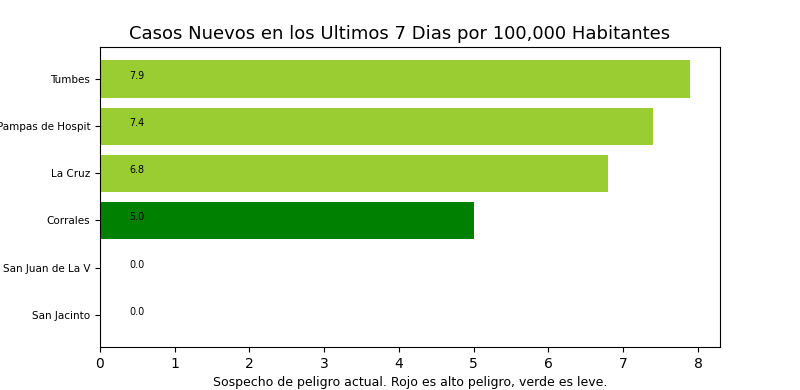 Casos Nuevos en los Ultimos 7 Dias por 100,000 Habitantes
Tumbes 7.9
Pampas de Hospit 7.4
La Cruz 6.8
Corrales 5.0
San Juan de La V 0.0
San Jacinto 0.0
0 1 2 3 4 5 6 7 8
Sospecho de peligro actual. Rojo es alto peligro, verde es leve.